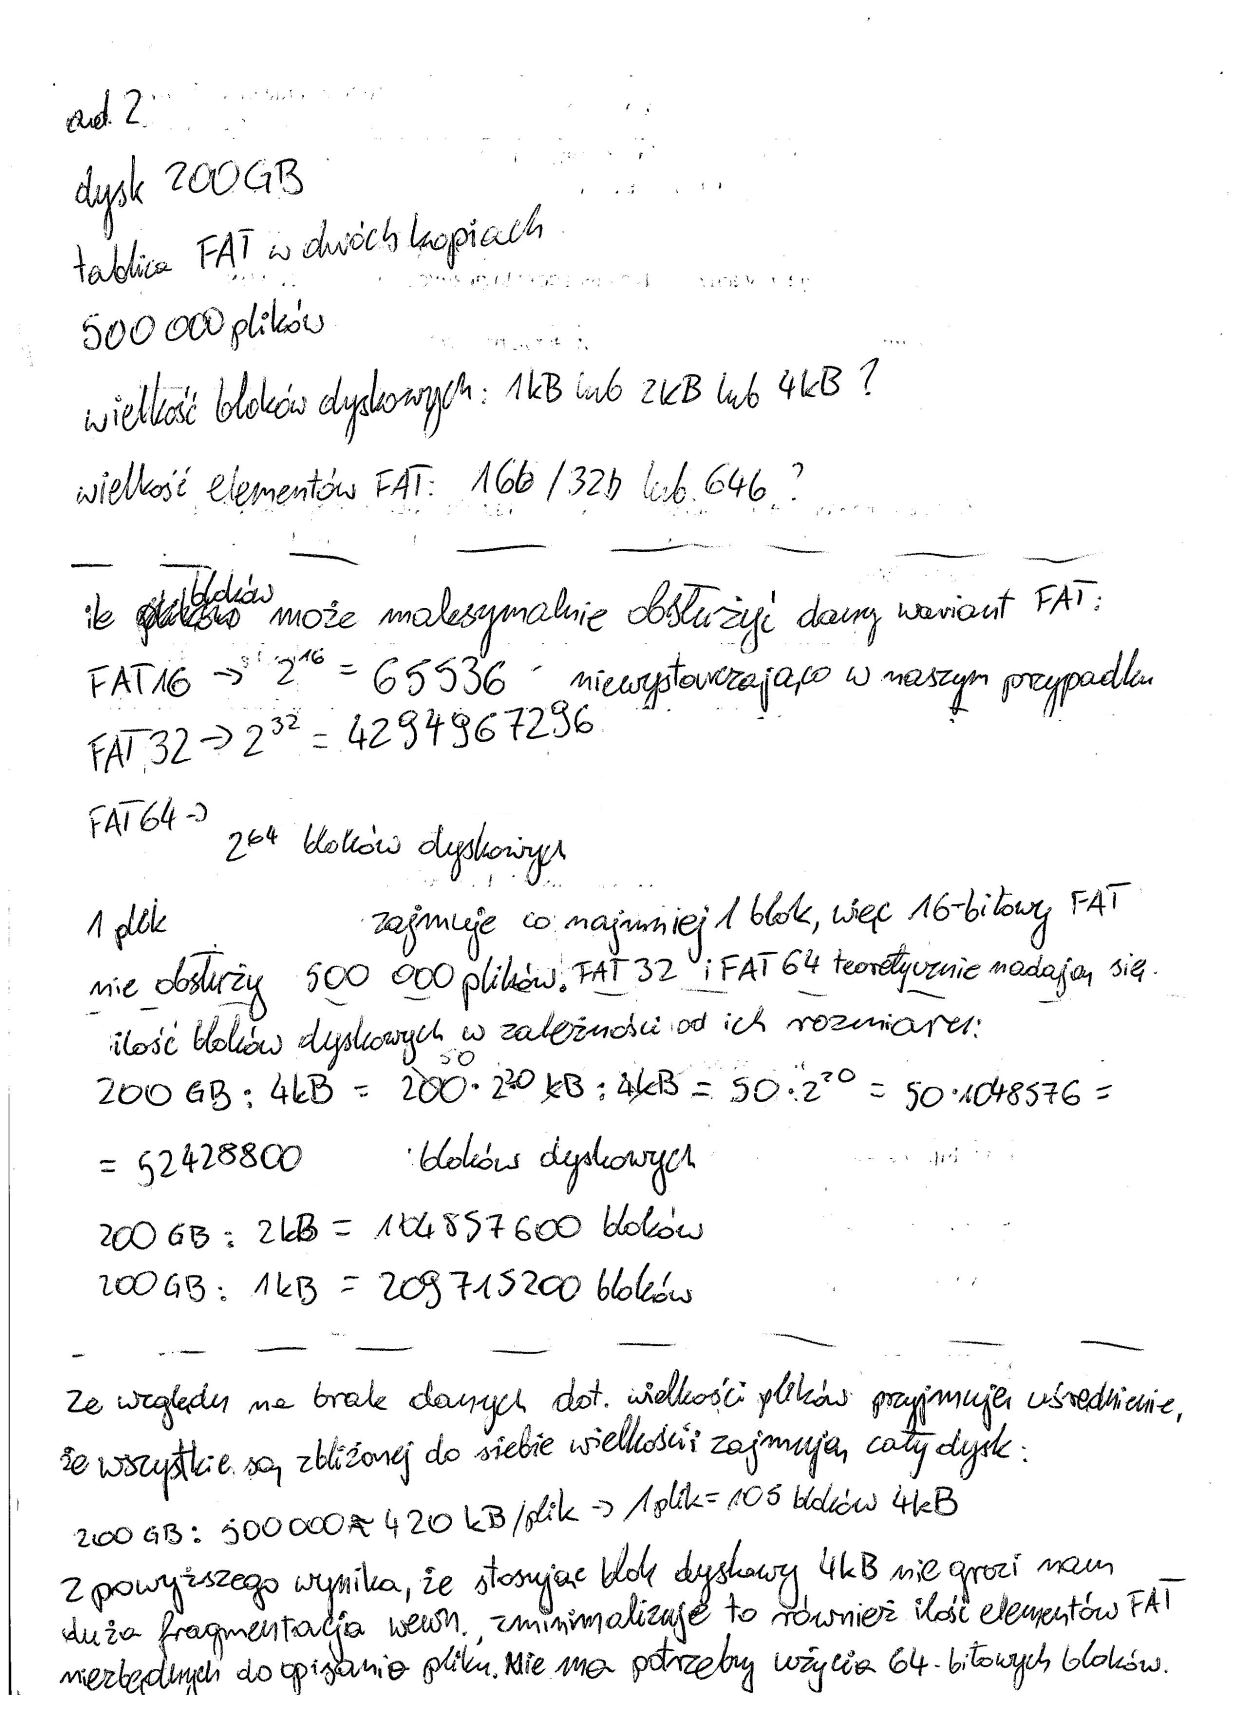 zad. 2
dysk 200GB
tablica FAT w dwóch kopiach
500 000 plików
wielkość bloków dyskowych: 1kB lub 2kB lub 4kB ?
wielkość elementów FAT: 16b /32b lub 64b ?
bloków
ile może maksymalnie obsłużyć dany wariant FAT:
FAT16 → 2^16 = 65536 - niewystarczająco w naszym przypadku
FAT32 → 2^32 = 4294967296
FAT64 →
2^64 bloków dyskowych
1 plik zajmuje co najmniej 1 blok, więc 16-bitowy FAT
nie obsłuży 500 000 plików. FAT32 i FAT64 teoretycznie nadają się.
ilość bloków dyskowych w zależności od ich rozmiaru:
50
200 GB : 4kB = 200 · 2^20 kB : 4kB = 50 · 2^20 = 50 · 1048576 =
= 52428800 bloków dyskowych
200 GB : 2kB = 104857600 bloków
200GB : 1kB = 209715200 bloków
Ze względu na brak danych dot. wielkości plików przyjmuję uśrednienie,
że wszystkie są zbliżonej do siebie wielkości i zajmują cały dysk:
200 GB : 500000 ≈ 420 kB/plik → 1 plik = 105 bloków 4kB
Z powyższego wynika, że stosując blok dyskowy 4kB nie grozi nam
duża fragmentacja wewn., zminimalizuje to również ilość elementów FAT
niezbędnych do opisania pliku. Nie ma potrzeby użycia 64-bitowych bloków.